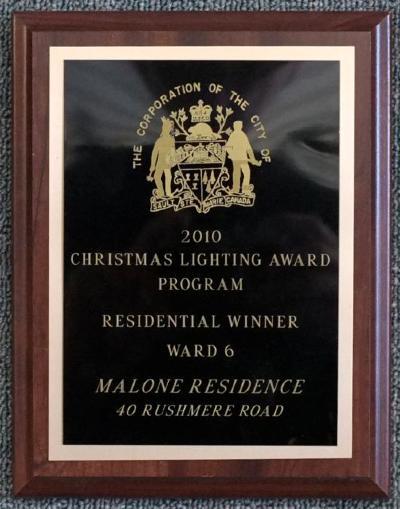 THE CORPORATION OF THE CITY OF
SAULT STE MARIE CANADA
2010
CHRISTMAS LIGHTING AWARD
PROGRAM
RESIDENTIAL WINNER
WARD 6
MALONE RESIDENCE
40 RUSHMERE ROAD